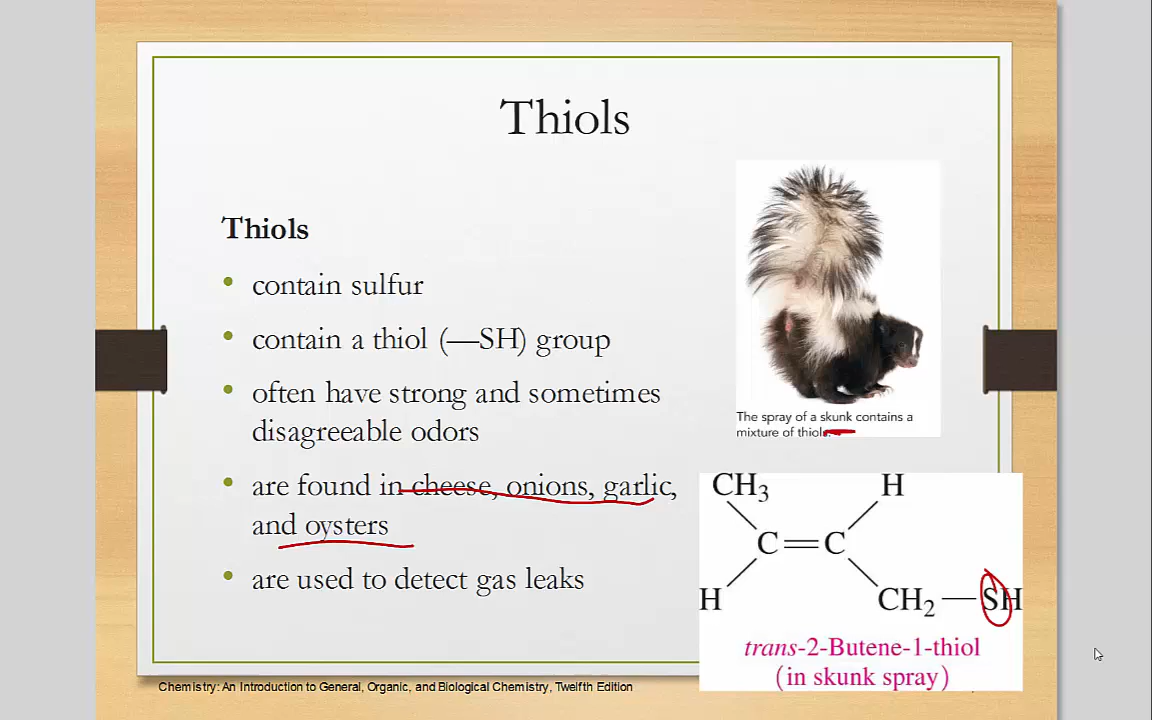 Thiols
Thiols
• contain sulfur
• contain a thiol (—SH) group
• often have strong and sometimes
disagreeable odors
• are found in cheese, onions, garlic,
and oysters
• are used to detect gas leaks
The spray of a skunk contains a
mixture of thiols.
CH₃ H
C=C
H CH₂—SH
trans-2-Butene-1-thiol
(in skunk spray)
Chemistry: An Introduction to General, Organic, and Biological Chemistry, Twelfth Edition